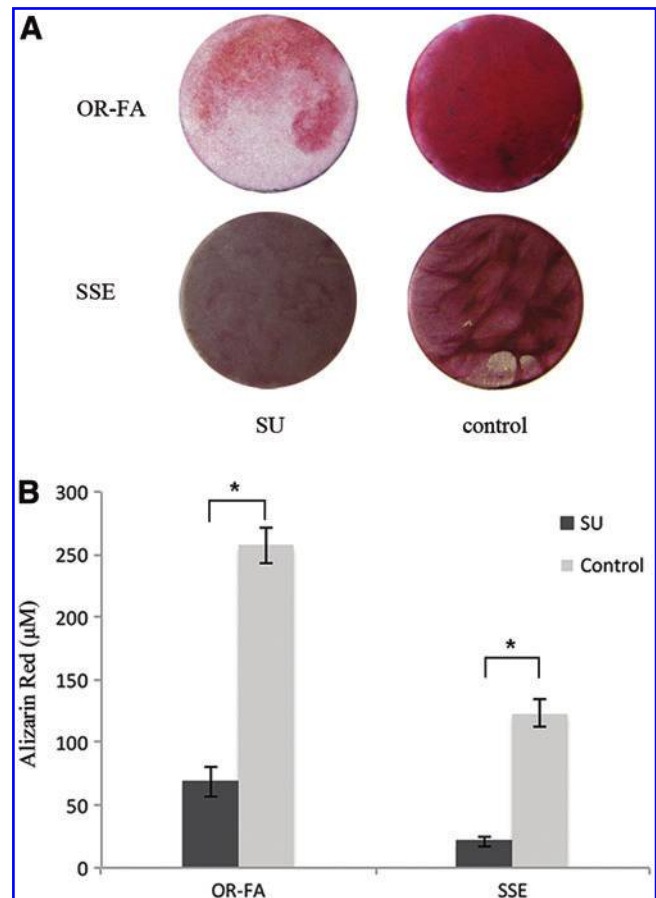 A
OR-FA
SSE
SU control
B
300
250
200
150
100
50
0
Alizarin Red (μM)
*
*
SU
Control
OR-FA SSE